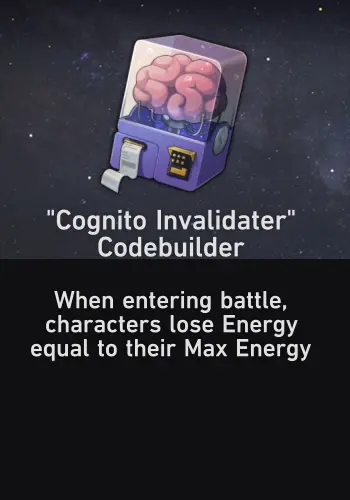 "Cognito Invalidater"
Codebuilder
When entering battle,
characters lose Energy
equal to their Max Energy